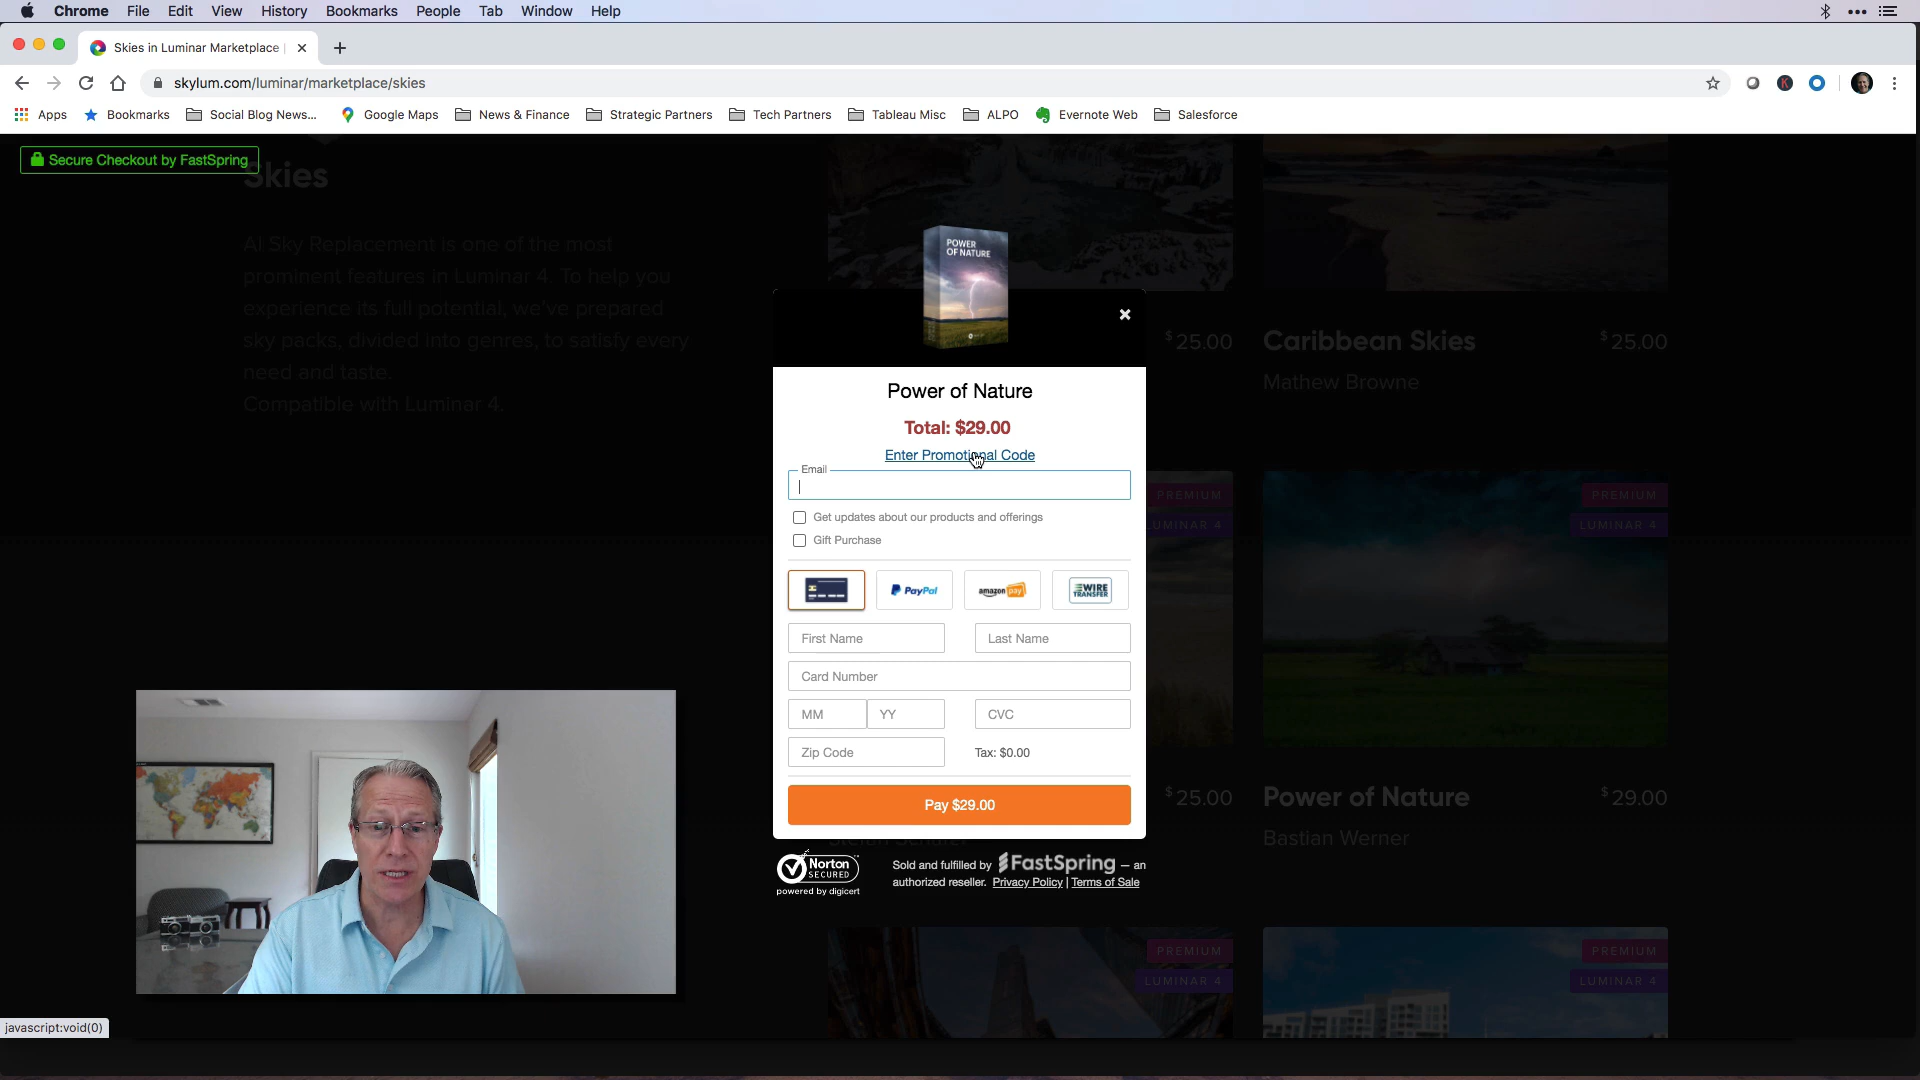 Chrome File Edit View History Bookmarks People Tab Window Help
Skies in Luminar Marketplace |
skylum.com/luminar/marketplace/skies
Apps Bookmarks Social Blog News... Google Maps News & Finance Strategic Partners Tech Partners Tableau Misc ALPO Evernote Web Salesforce
Secure Checkout by FastSpring
Skies
AI Sky Replacement is one of the most
prominent features in Luminar 4. To help you
experience its full potential, we've prepared
sky packs, divided into genres, to satisfy every
need and taste.
Compatible with Luminar 4.
POWER
OF NATURE
$25.00
Caribbean Skies $25.00
Mathew Browne
Power of Nature
Total: $29.00
Enter Promotional Code
Email
Get updates about our products and offerings
Gift Purchase
PayPal
amazon pay
WIRE
TRANSFER
First Name Last Name
Card Number
MM YY CVC
Zip Code Tax: $0.00
Pay $29.00
PREMIUM
LUMINAR 4
PREMIUM
LUMINAR 4
$25.00
Power of Nature $29.00
Bastian Werner
Stefan Schäfer
Norton
SECURED
powered by digicert
Sold and fulfilled by FastSpring — an
authorized reseller. Privacy Policy | Terms of Sale
PREMIUM
LUMINAR 4
PREMIUM
LUMINAR 4
javascript:void(0)